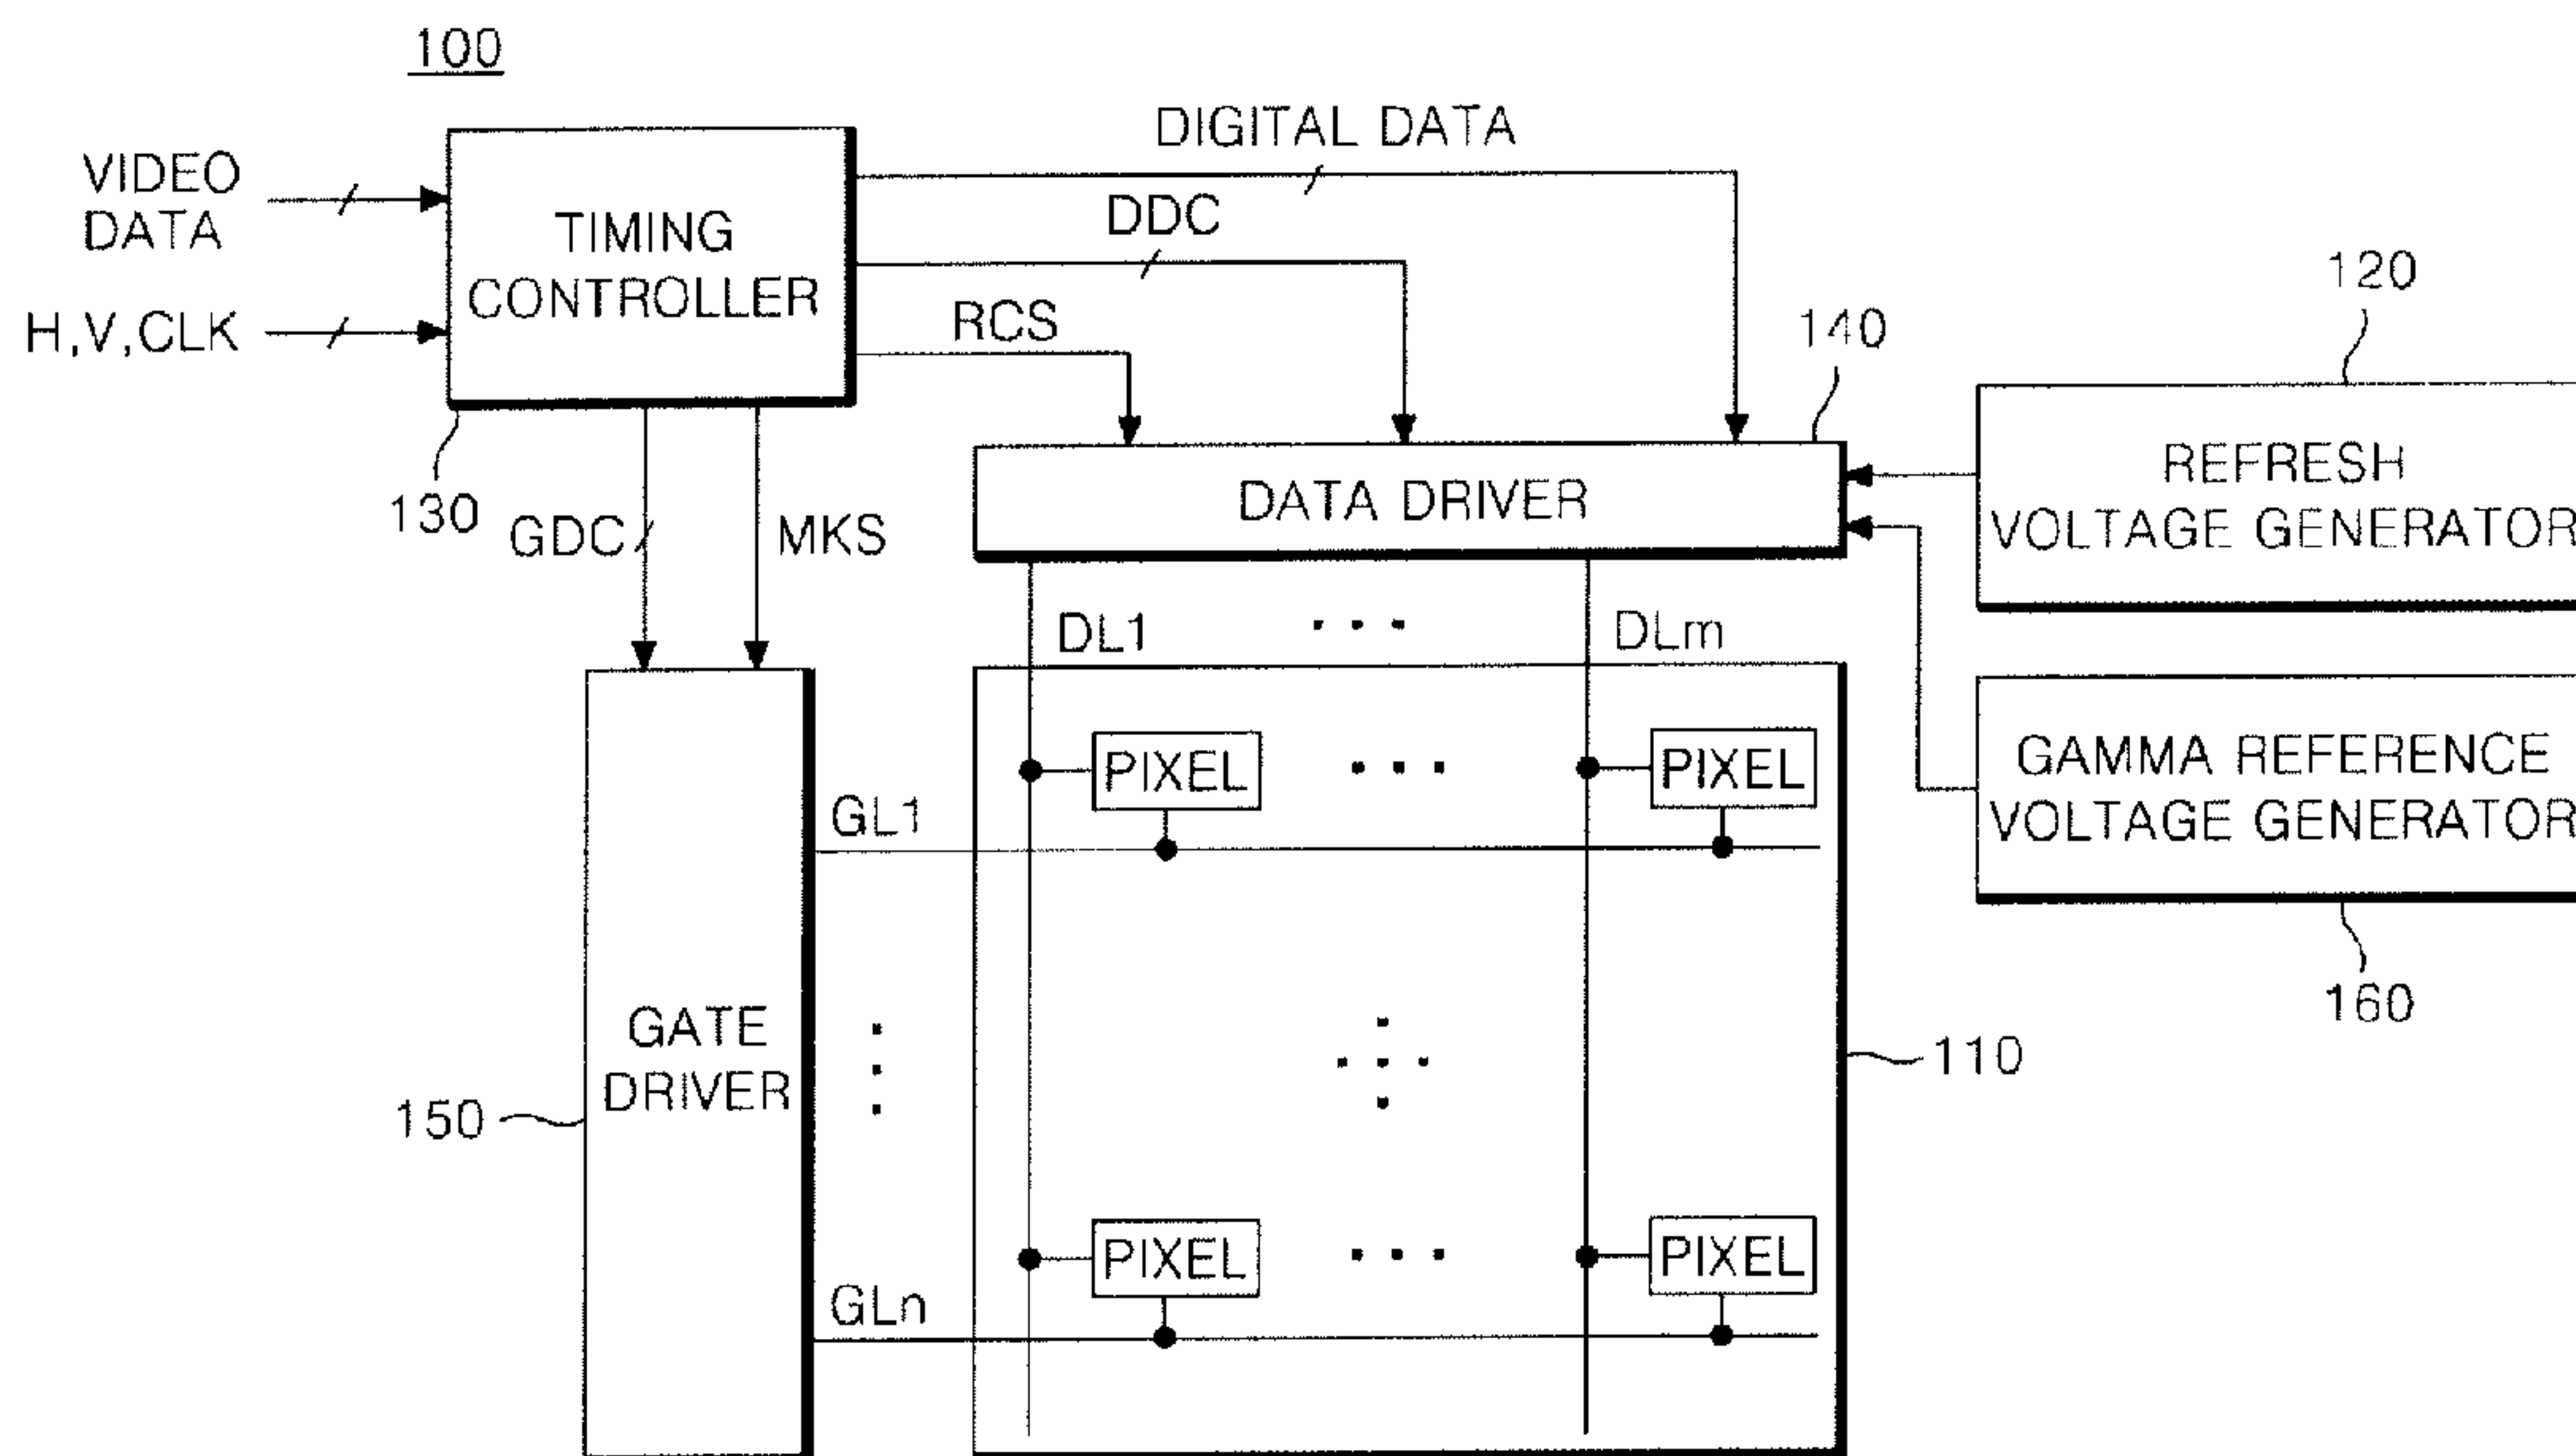 100
VIDEO
DATA
H,V,CLK
TIMING
CONTROLLER
130
DIGITAL DATA
DDC
RCS
GDC
MKS
140
120
DATA DRIVER
REFRESH
VOLTAGE GENERATOR
DL1
DLm
GAMMA REFERENCE
VOLTAGE GENERATOR
160
GATE
DRIVER
150
GL1
PIXEL
PIXEL
110
GLn
PIXEL
PIXEL